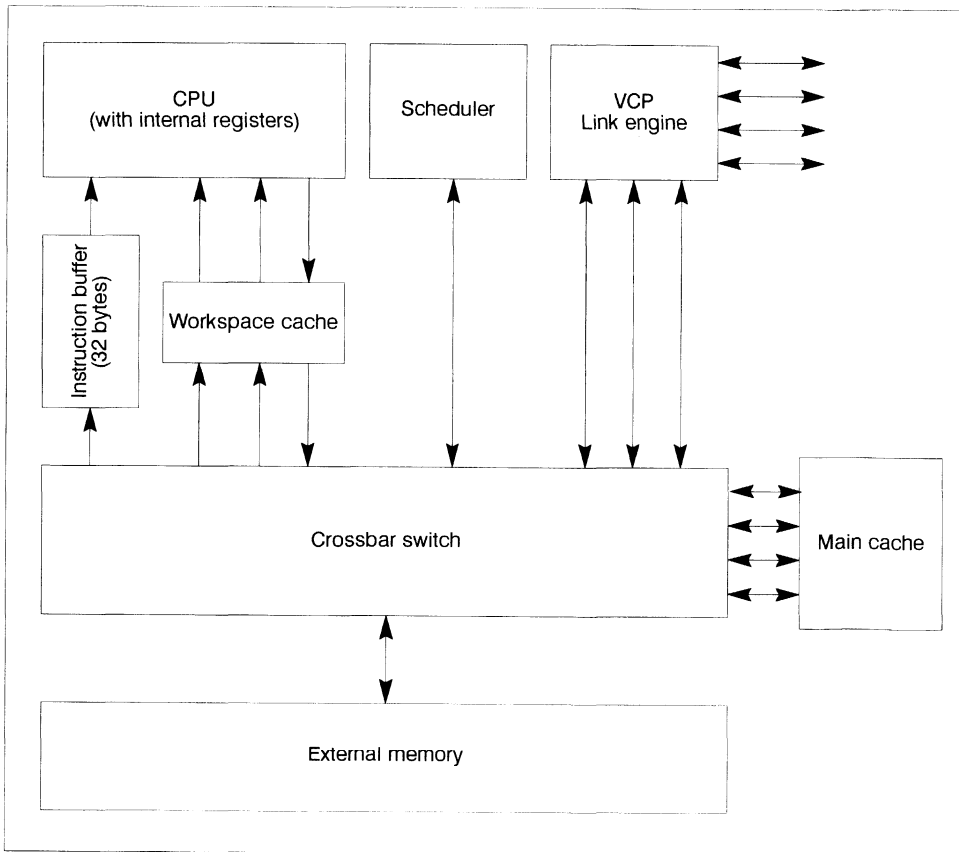 CPU
(with internal registers)
Scheduler
VCP
Link engine
Instruction buffer
(32 bytes)
Workspace cache
Crossbar switch
Main cache
External memory